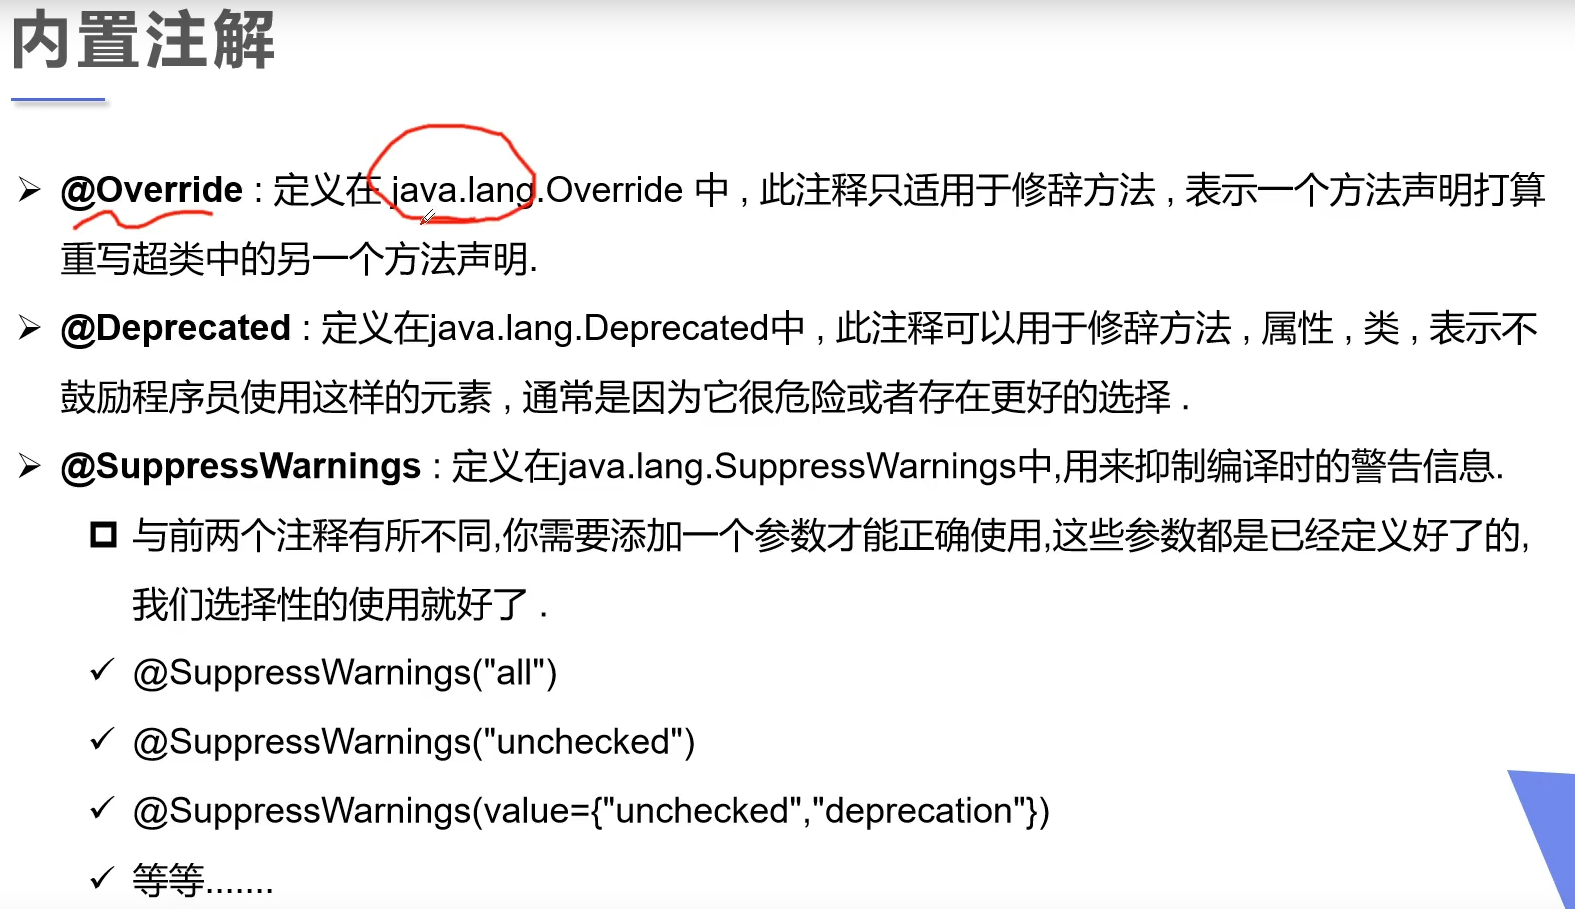 内置注解
@Override : 定义在 java.lang.Override 中 , 此注释只适用于修辞方法 , 表示一个方法声明打算
重写超类中的另一个方法声明.
@Deprecated : 定义在java.lang.Deprecated中 , 此注释可以用于修辞方法 , 属性 , 类 , 表示不
鼓励程序员使用这样的元素 , 通常是因为它很危险或者存在更好的选择 .
@SuppressWarnings : 定义在java.lang.SuppressWarnings中,用来抑制编译时的警告信息.
与前两个注释有所不同,你需要添加一个参数才能正确使用,这些参数都是已经定义好了的,
我们选择性的使用就好了 .
@SuppressWarnings("all")
@SuppressWarnings("unchecked")
@SuppressWarnings(value={"unchecked","deprecation"})
等等.......